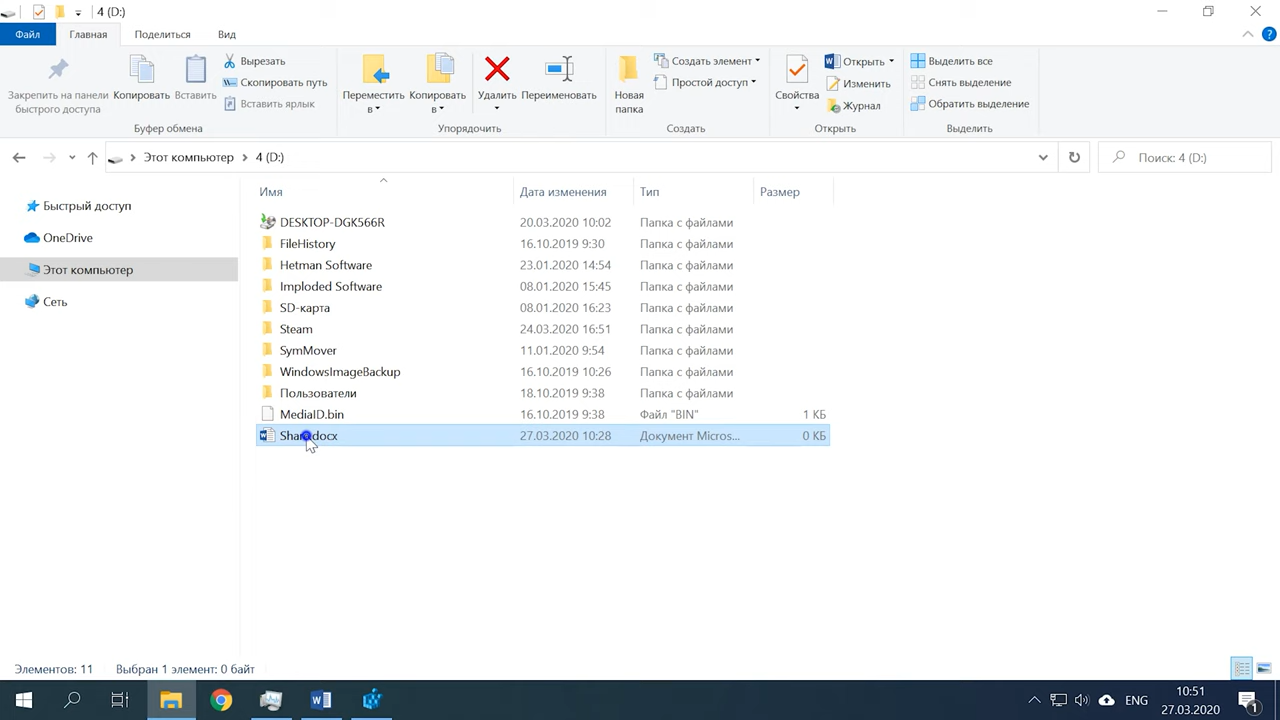 4 (D:)
Файл Главная Поделиться Вид
Закрепить на панели быстрого доступа
Копировать
Вставить
Вырезать
Скопировать путь
Вставить ярлык
Буфер обмена
Переместить в
Копировать в
Удалить
Переименовать
Упорядочить
Новая папка
Создать элемент
Простой доступ
Создать
Свойства
Открыть
Изменить
Журнал
Открыть
Выделить все
Снять выделение
Обратить выделение
Выделить
Этот компьютер 4 (D:)
Поиск: 4 (D:)
Быстрый доступ
OneDrive
Этот компьютер
Сеть
Имя Дата изменения Тип Размер
DESKTOP-DGK566R 20.03.2020 10:02 Папка с файлами
FileHistory 16.10.2019 9:30 Папка с файлами
Hetman Software 23.01.2020 14:54 Папка с файлами
Imploded Software 08.01.2020 15:45 Папка с файлами
SD-карта 08.01.2020 16:23 Папка с файлами
Steam 24.03.2020 16:51 Папка с файлами
SymMover 11.01.2020 9:54 Папка с файлами
WindowsImageBackup 16.10.2019 10:26 Папка с файлами
Пользователи 18.10.2019 9:38 Папка с файлами
MediaID.bin 16.10.2019 9:38 Файл "BIN" 1 КБ
27.03.2020 10:28 Документ Micros... 0 КБ
Элементов: 11 Выбран 1 элемент: 0 байт
ENG
10:51
27.03.2020
1